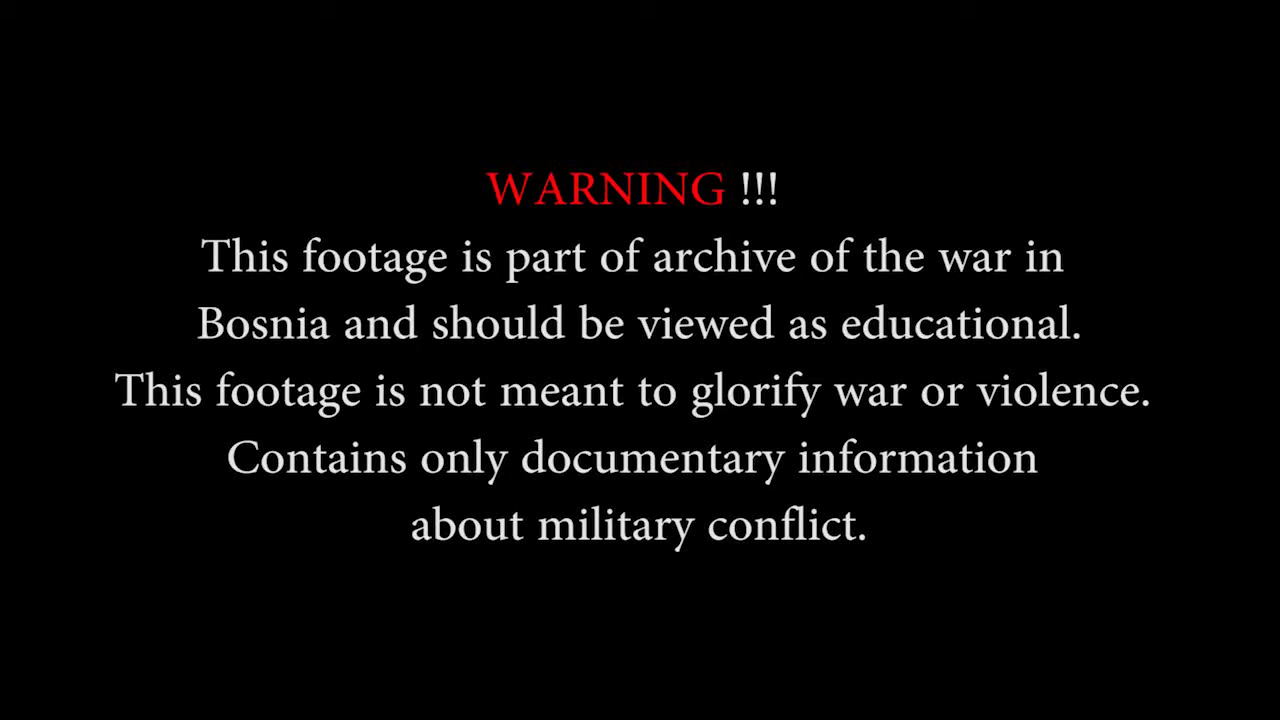 WARNING !!!
This footage is part of archive of the war in
Bosnia and should be viewed as educational.
This footage is not meant to glorify war or violence.
Contains only documentary information
about military conflict.